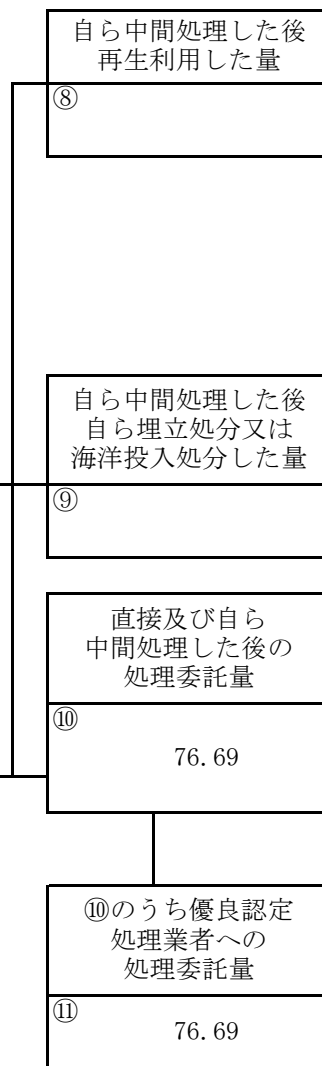 自ら中間処理した後
再生利用した量
⑧
自ら中間処理した後
自ら埋立処分又は
海洋投入処分した量
⑨
直接及び自ら
中間処理した後の
処理委託量
⑩
76.69
⑩のうち優良認定
処理業者への
処理委託量
⑪
76.69